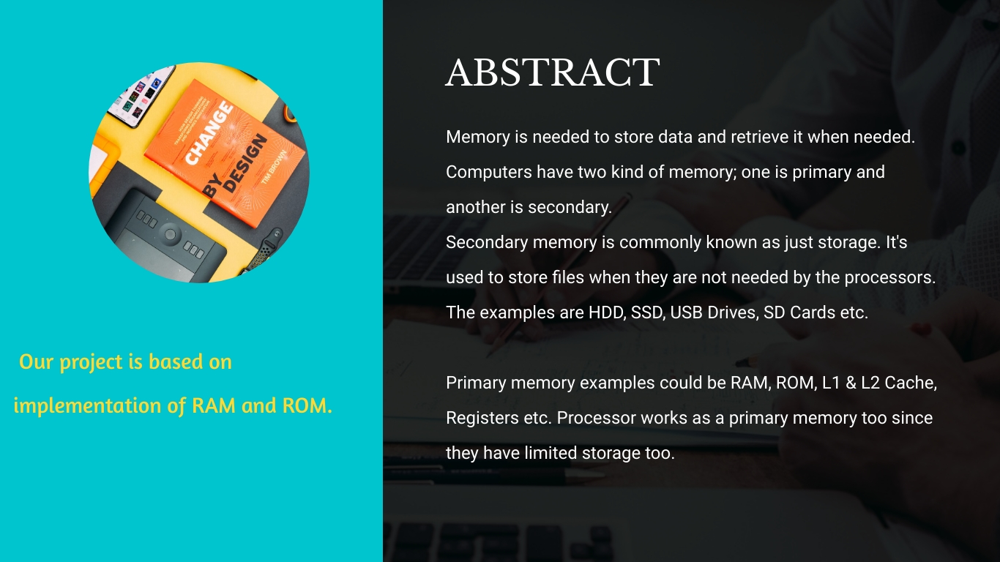 CHANGE
BY
DESIGN
TIM BROWN
Our project is based on
implementation of RAM and ROM.
ABSTRACT
Memory is needed to store data and retrieve it when needed.
Computers have two kind of memory; one is primary and
another is secondary.
Secondary memory is commonly known as just storage. It's
used to store files when they are not needed by the processors.
The examples are HDD, SSD, USB Drives, SD Cards etc.
Primary memory examples could be RAM, ROM, L1 & L2 Cache,
Registers etc. Processor works as a primary memory too since
they have limited storage too.